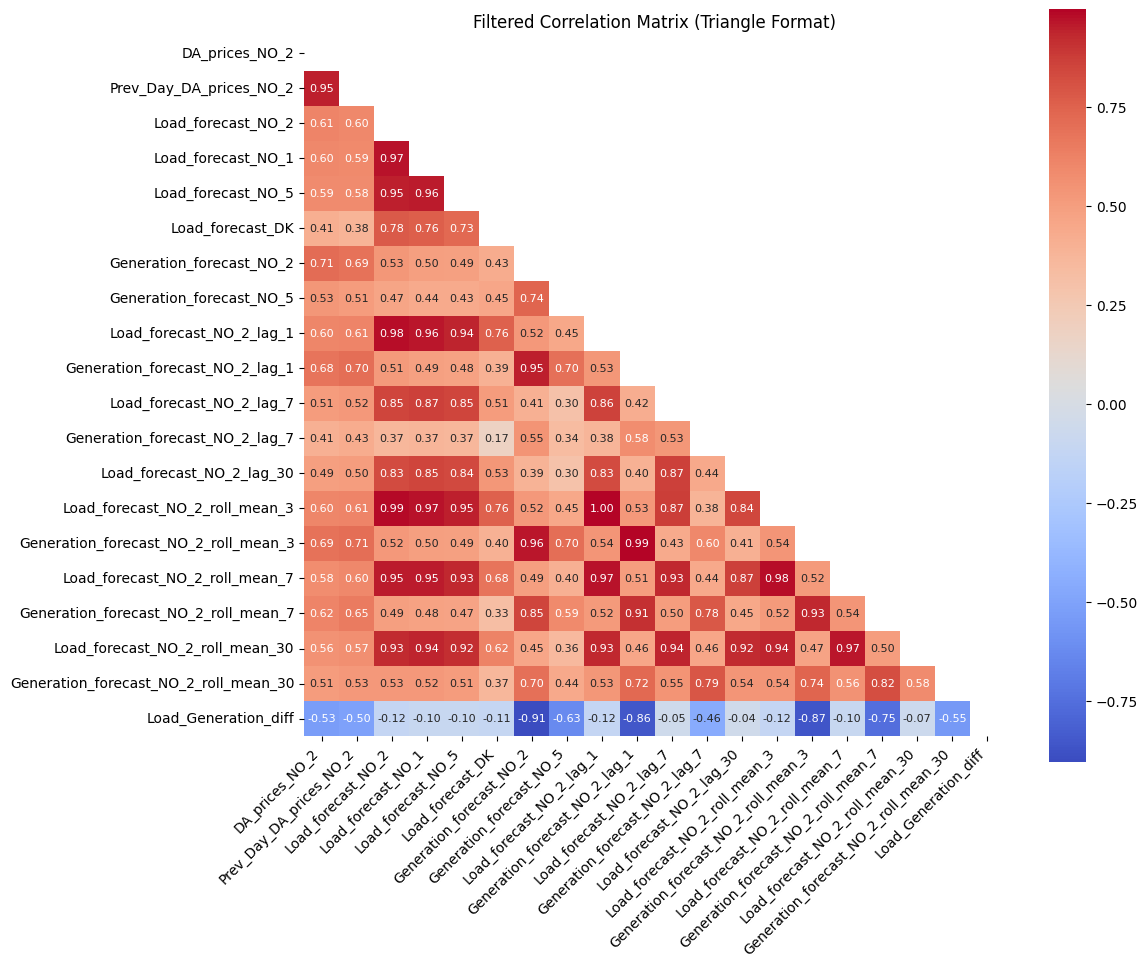 Filtered Correlation Matrix (Triangle Format)
DA_prices_NO_2
Prev_Day_DA_prices_NO_2 0.95
Load_forecast_NO_2 0.61 0.60
Load_forecast_NO_1 0.60 0.59 0.97
Load_forecast_NO_5 0.59 0.58 0.95 0.96
Load_forecast_DK 0.41 0.38 0.78 0.76 0.73
Generation_forecast_NO_2 0.71 0.69 0.53 0.50 0.49 0.43
Generation_forecast_NO_5 0.53 0.51 0.47 0.44 0.43 0.45 0.74
Load_forecast_NO_2_lag_1 0.60 0.61 0.98 0.96 0.94 0.76 0.52 0.45
Generation_forecast_NO_2_lag_1 0.68 0.70 0.51 0.49 0.48 0.39 0.95 0.70 0.53
Load_forecast_NO_2_lag_7 0.51 0.52 0.85 0.87 0.85 0.51 0.41 0.30 0.86 0.42
Generation_forecast_NO_2_lag_7 0.41 0.43 0.37 0.37 0.37 0.17 0.55 0.34 0.38 0.58 0.53
Load_forecast_NO_2_lag_30 0.49 0.50 0.83 0.85 0.84 0.53 0.39 0.30 0.83 0.40 0.87 0.44
Load_forecast_NO_2_roll_mean_3 0.60 0.61 0.99 0.97 0.95 0.76 0.52 0.45 1.00 0.53 0.87 0.38 0.84
Generation_forecast_NO_2_roll_mean_3 0.69 0.71 0.52 0.50 0.49 0.40 0.96 0.70 0.54 0.99 0.43 0.60 0.41 0.54
Load_forecast_NO_2_roll_mean_7 0.58 0.60 0.95 0.95 0.93 0.68 0.49 0.40 0.97 0.51 0.93 0.44 0.87 0.98 0.52
Generation_forecast_NO_2_roll_mean_7 0.62 0.65 0.49 0.48 0.47 0.33 0.85 0.59 0.52 0.91 0.50 0.78 0.45 0.52 0.93 0.54
Load_forecast_NO_2_roll_mean_30 0.56 0.57 0.93 0.94 0.92 0.62 0.45 0.36 0.93 0.46 0.94 0.46 0.92 0.94 0.47 0.97 0.50
Generation_forecast_NO_2_roll_mean_30 0.51 0.53 0.53 0.52 0.51 0.37 0.70 0.44 0.53 0.72 0.55 0.79 0.54 0.54 0.74 0.56 0.82 0.58
Load_Generation_diff -0.53 -0.50 -0.12 -0.10 -0.10 -0.11 -0.91 -0.63 -0.12 -0.86 -0.05 -0.46 -0.04 -0.12 -0.87 -0.10 -0.75 -0.07 -0.55
DA_prices_NO_2
Prev_Day_DA_prices_NO_2
Load_forecast_NO_2
Load_forecast_NO_1
Load_forecast_NO_5
Load_forecast_DK
Generation_forecast_NO_2
Generation_forecast_NO_5
Load_forecast_NO_2_lag_1
Generation_forecast_NO_2_lag_1
Load_forecast_NO_2_lag_7
Generation_forecast_NO_2_lag_7
Load_forecast_NO_2_lag_30
Load_forecast_NO_2_roll_mean_3
Generation_forecast_NO_2_roll_mean_3
Load_forecast_NO_2_roll_mean_7
Generation_forecast_NO_2_roll_mean_7
Load_forecast_NO_2_roll_mean_30
Generation_forecast_NO_2_roll_mean_30
Load_Generation_diff
0.75
0.50
0.25
0.00
−0.25
−0.50
−0.75